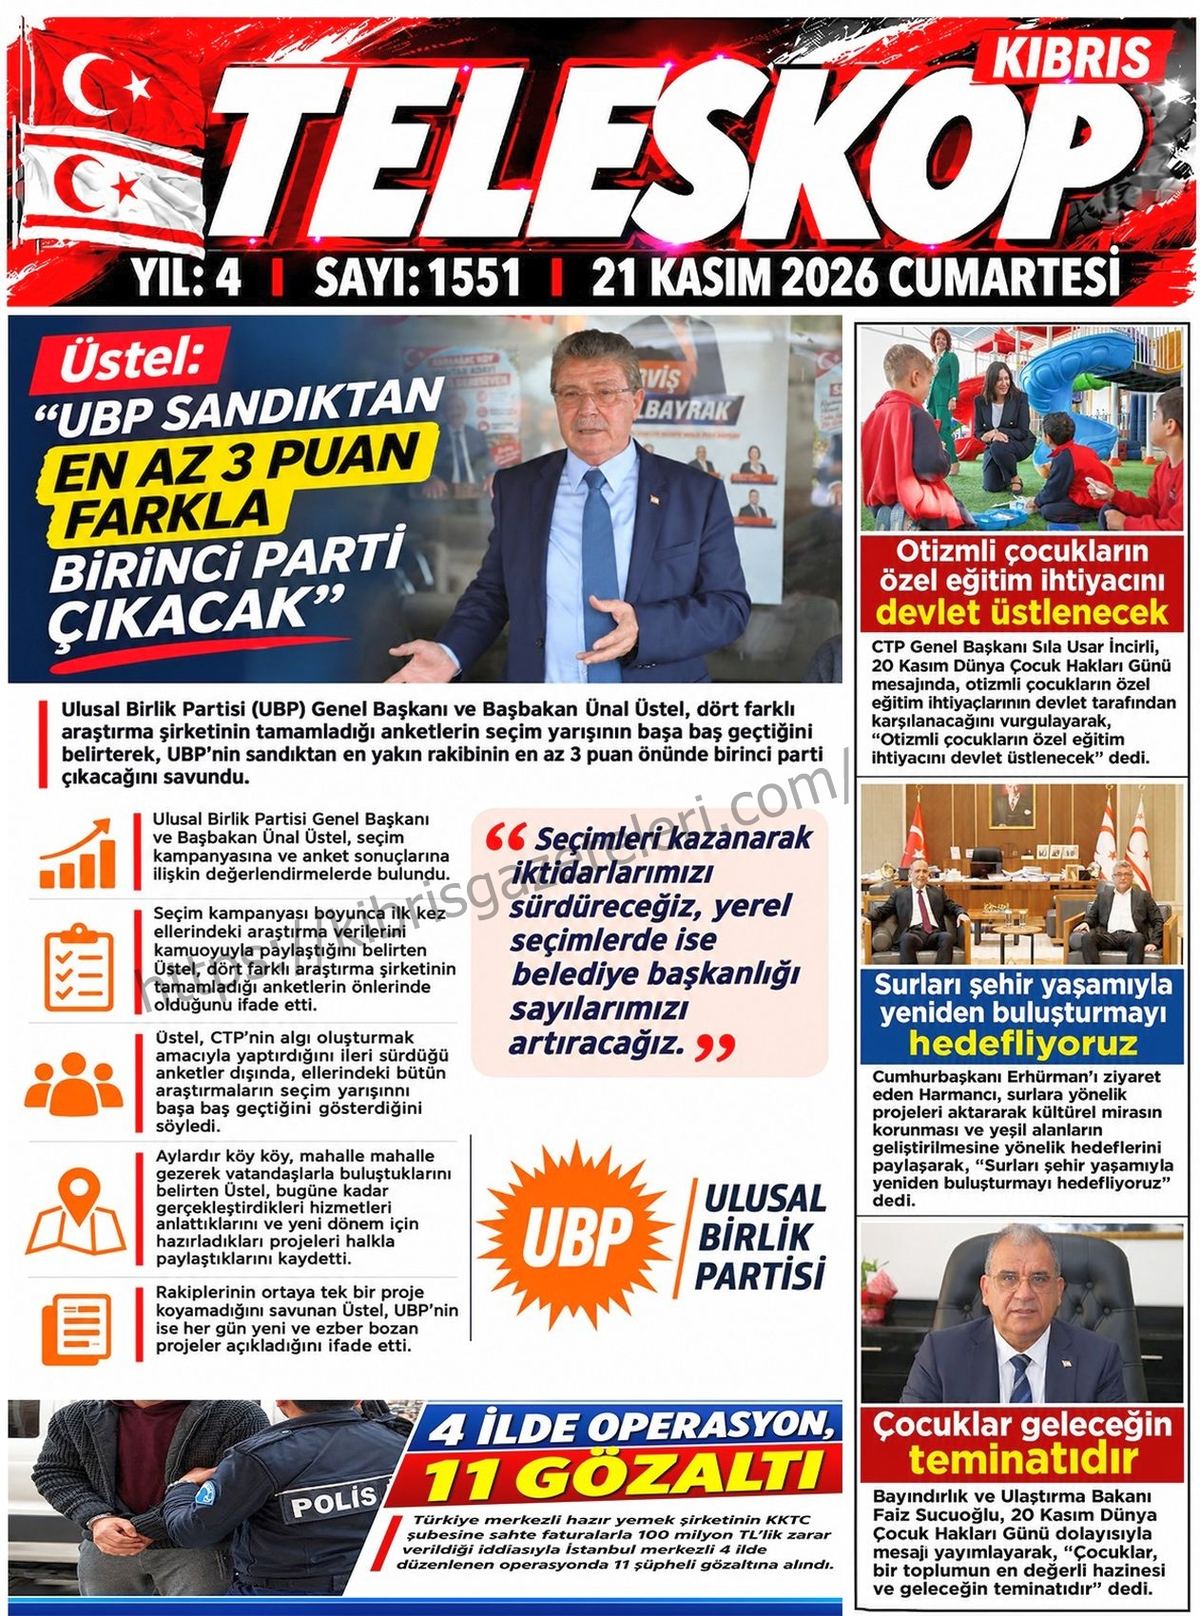 KIBRIS
TELESKOP
YIL: 4 | SAYI: 1551 | 21 KASIM 2026 CUMARTESİ
Üstel:
“UBP SANDIKTAN
EN AZ 3 PUAN
FARKLA
BİRİNCİ PARTİ
ÇIKACAK”
RVİŞ
LBAYRAK
Ulusal Birlik Partisi (UBP) Genel Başkanı ve Başbakan Ünal Üstel, dört farklı
araştırma şirketinin tamamladığı anketlerin seçim yarışının başa baş geçtiğini
belirterek, UBP’nin sandıktan en yakın rakibinin en az 3 puan önünde birinci parti
çıkacağını savundu.
Ulusal Birlik Partisi Genel Başkanı
ve Başbakan Ünal Üstel, seçim
kampanyasına ve anket sonuçlarına
ilişkin değerlendirmelerde bulundu.
Seçim kampanyası boyunca ilk kez
ellerindeki araştırma verilerini
kamuoyuyla paylaştığını belirten
Üstel, dört farklı araştırma şirketinin
tamamladığı anketlerin önlerinde
olduğunu ifade etti.
Üstel, CTP’nin algı oluşturmak
amacıyla yaptırdığını ileri sürdüğü
anketler dışında, ellerindeki bütün
araştırmaların seçim yarışınnı
başa baş geçtiğini gösterdiğini
söyledi.
Aylardır köy köy, mahalle mahalle
gezerek vatandaşlarla buluştuklarını
belirten Üstel, bugüne kadar
gerçekleştirdikleri hizmetleri
anlattıklarını ve yeni dönem için
hazırladıkları projeleri halkla
paylaştıklarını kaydetti.
Rakiplerinin ortaya tek bir proje
koyamadığını savunan Üstel, UBP’nin
ise her gün yeni ve ezber bozan
projeler açıkladığını ifade etti.
“Seçimleri kazanarak
iktidarlarımızı
sürdüreceğiz, yerel
seçimlerde ise
belediye başkanlığı
sayılarımızı
artıracağız.”
UBP
ULUSAL
BİRLİK
PARTİSİ
https://kibrisgazeteleri.com/
POLİS
4 İLDE OPERASYON,
11 GÖZALTI
Türkiye merkezli hazır yemek şirketinin KKTC
şubesine sahte faturalarla 100 milyon TL’lik zarar
verildiği iddiasıyla İstanbul merkezli 4 ilde
düzenlenen operasyonda 11 şüpheli gözaltına alındı.
Otizmli çocukların
özel eğitim ihtiyacını
devlet üstlenecek
CTP Genel Başkanı Sıla Usar İncirli,
20 Kasım Dünya Çocuk Hakları Günü
mesajında, otizmli çocukların özel
eğitim ihtiyaçlarının devlet tarafından
karşılanacağını vurgulayarak,
“Otizmli çocukların özel eğitim
ihtiyacını devlet üstlenecek” dedi.
Surları şehir yaşamıyla
yeniden buluşturmayı
hedefliyoruz
Cumhurbaşkanı Erhürman’ı ziyaret
eden Harmancı, surlara yönelik
projeleri aktararak kültürel mirasın
korunması ve yeşil alanların
geliştirilmesine yönelik hedeflerini
paylaşarak, “Surları şehir yaşamıyla
yeniden buluşturmayı hedefliyoruz”
dedi.
Çocuklar geleceğin
teminatıdır
Bayındırlık ve Ulaştırma Bakanı
Faiz Sucuoğlu, 20 Kasım Dünya
Çocuk Hakları Günü dolayısıyla
mesajı yayımlayarak, “Çocuklar,
bir toplumun en değerli hazinesi
ve geleceğin teminatıdır” dedi.